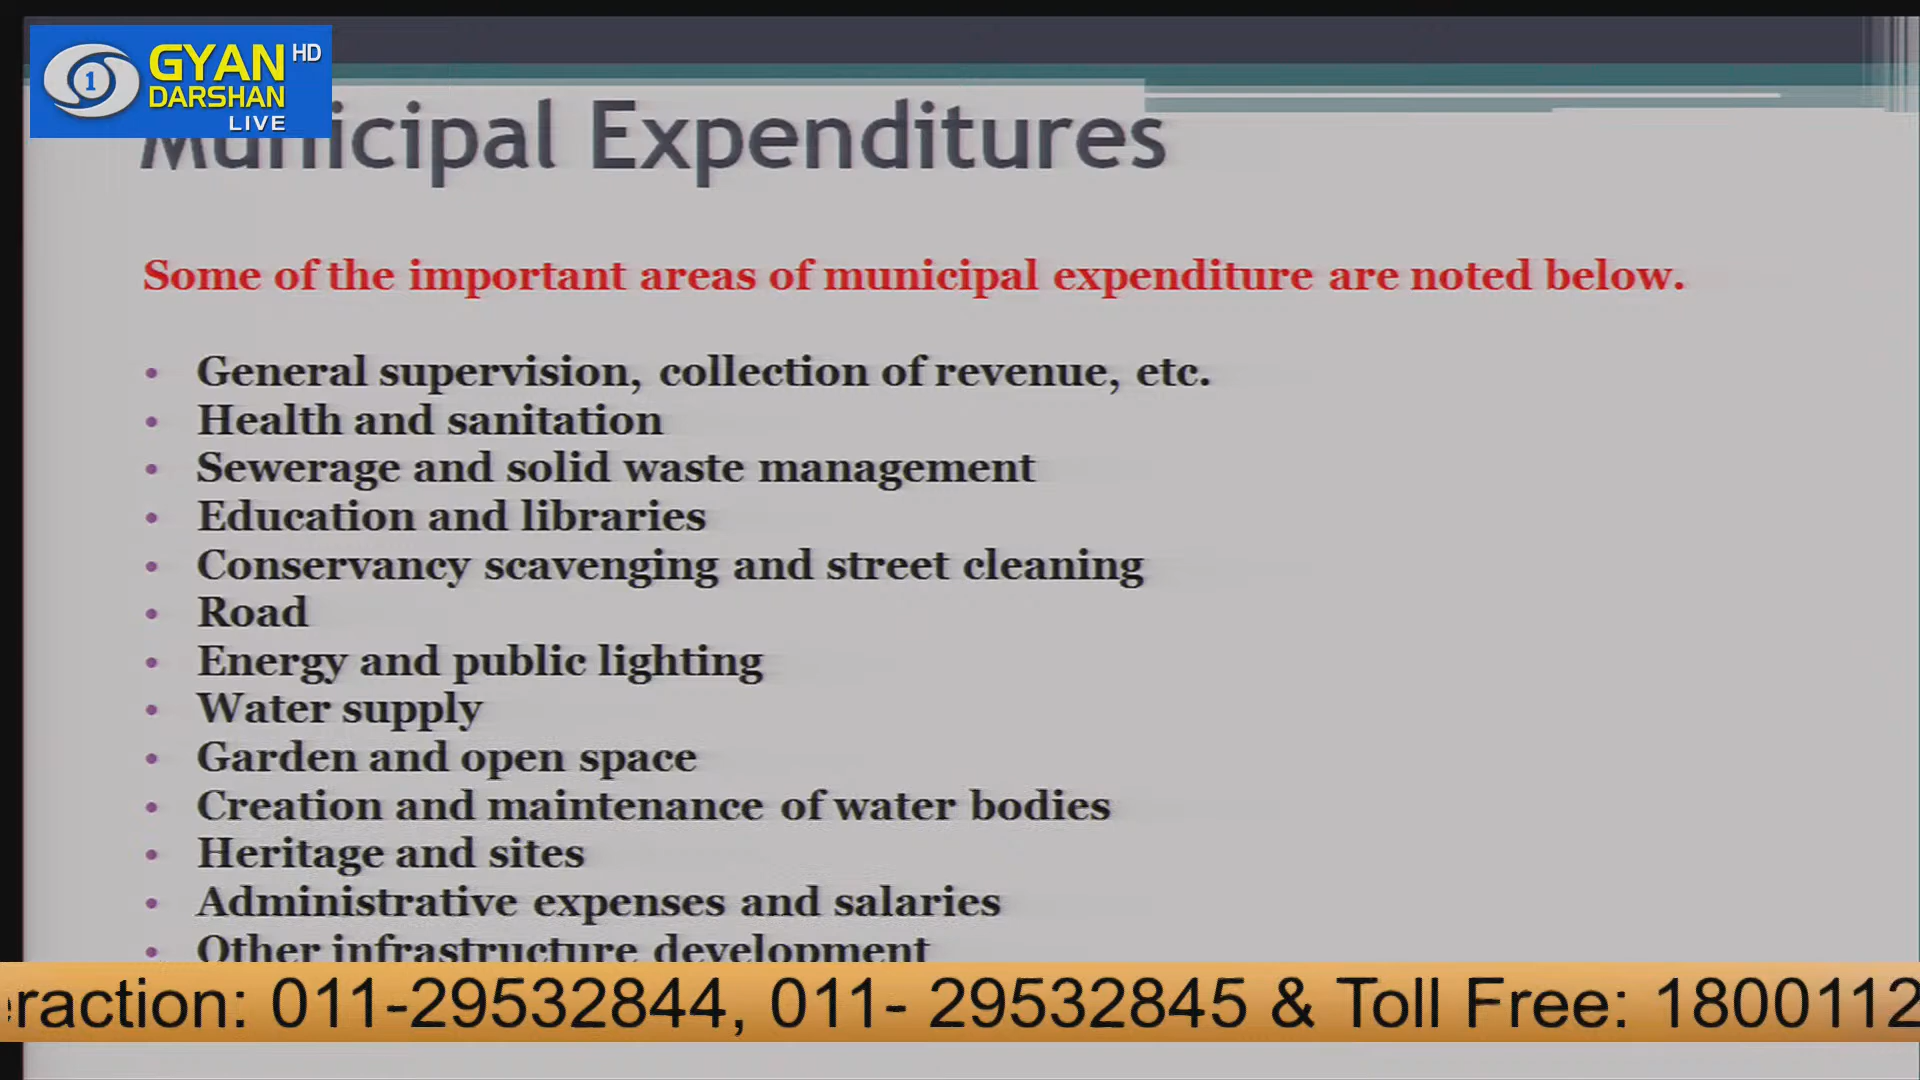 GYAN HD
DARSHAN
LIVE
1
Municipal Expenditures
Some of the important areas of municipal expenditure are noted below.
• General supervision, collection of revenue, etc.
• Health and sanitation
• Sewerage and solid waste management
• Education and libraries
• Conservancy scavenging and street cleaning
• Road
• Energy and public lighting
• Water supply
• Garden and open space
• Creation and maintenance of water bodies
• Heritage and sites
• Administrative expenses and salaries
• Other infrastructure development
raction: 011-29532844, 011- 29532845 & Toll Free: 1800112